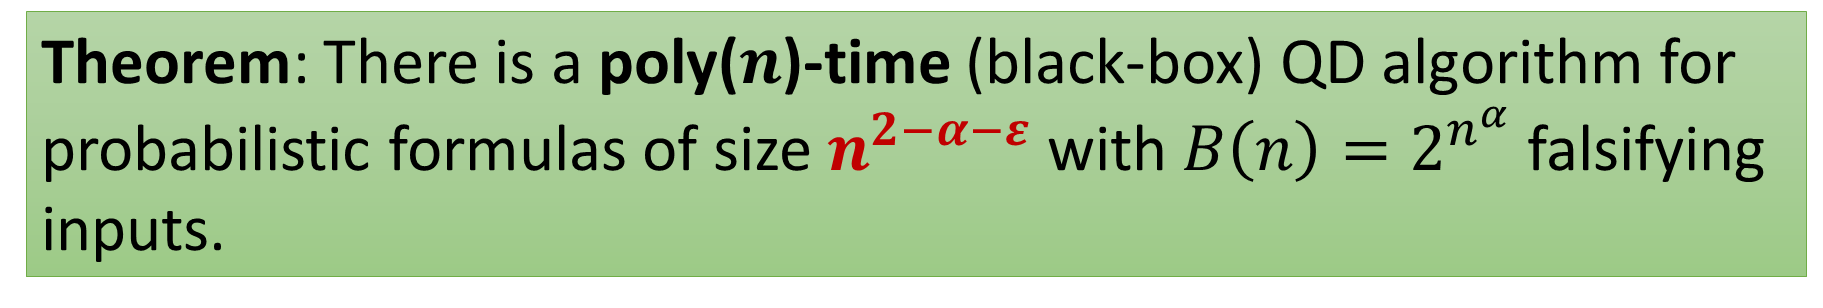 Theorem: There is a poly(𝒏)-time (black-box) QD algorithm for
probabilistic formulas of size 𝒏^{𝟐−𝜶−𝜺} with 𝐵(𝑛) = 2^{𝑛^𝛼} falsifying
inputs.